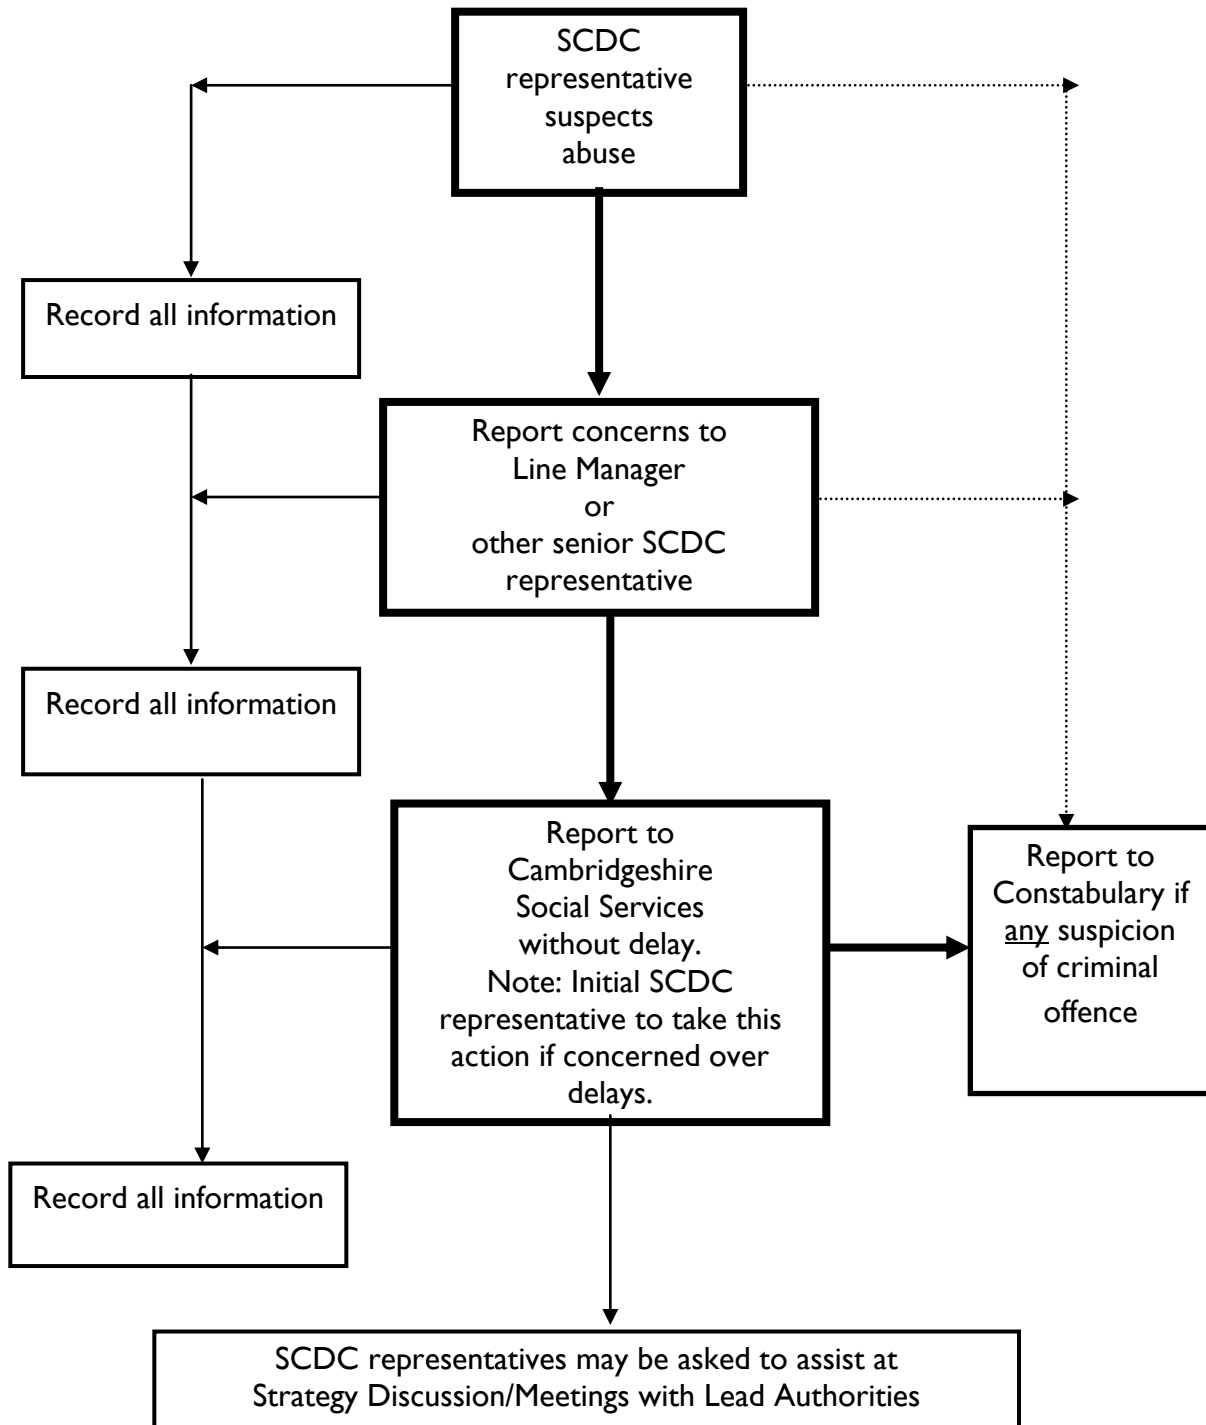 SCDC
representative
suspects
abuse
Record all information
Report concerns to
Line Manager
or
other senior SCDC
representative
Record all information
Report to
Cambridgeshire
Social Services
without delay.
Note: Initial SCDC
representative to take this
action if concerned over
delays.
Report to
Constabulary if
any suspicion
of criminal
offence
Record all information
SCDC representatives may be asked to assist at
Strategy Discussion/Meetings with Lead Authorities